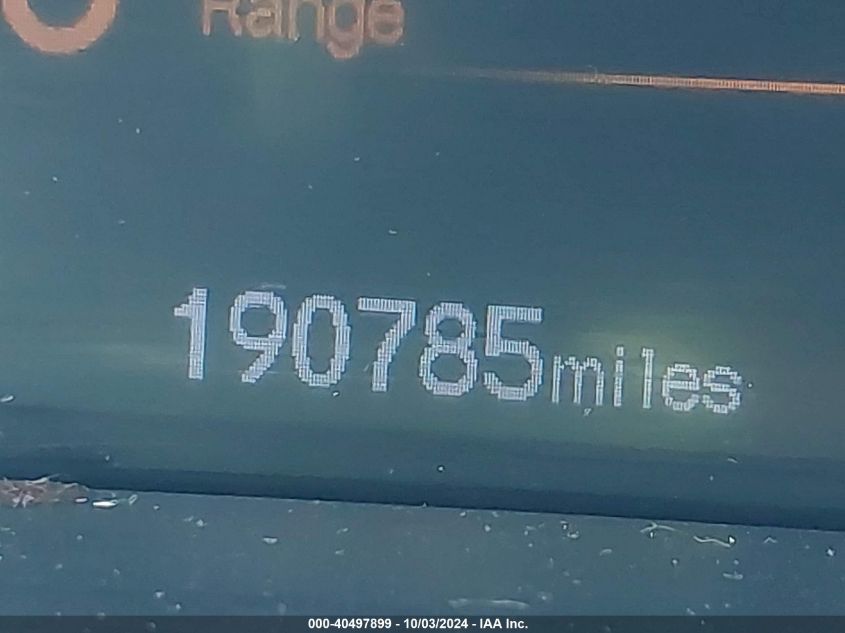 Range
190785miles
000-40497899 - 10/03/2024 - IAA Inc.